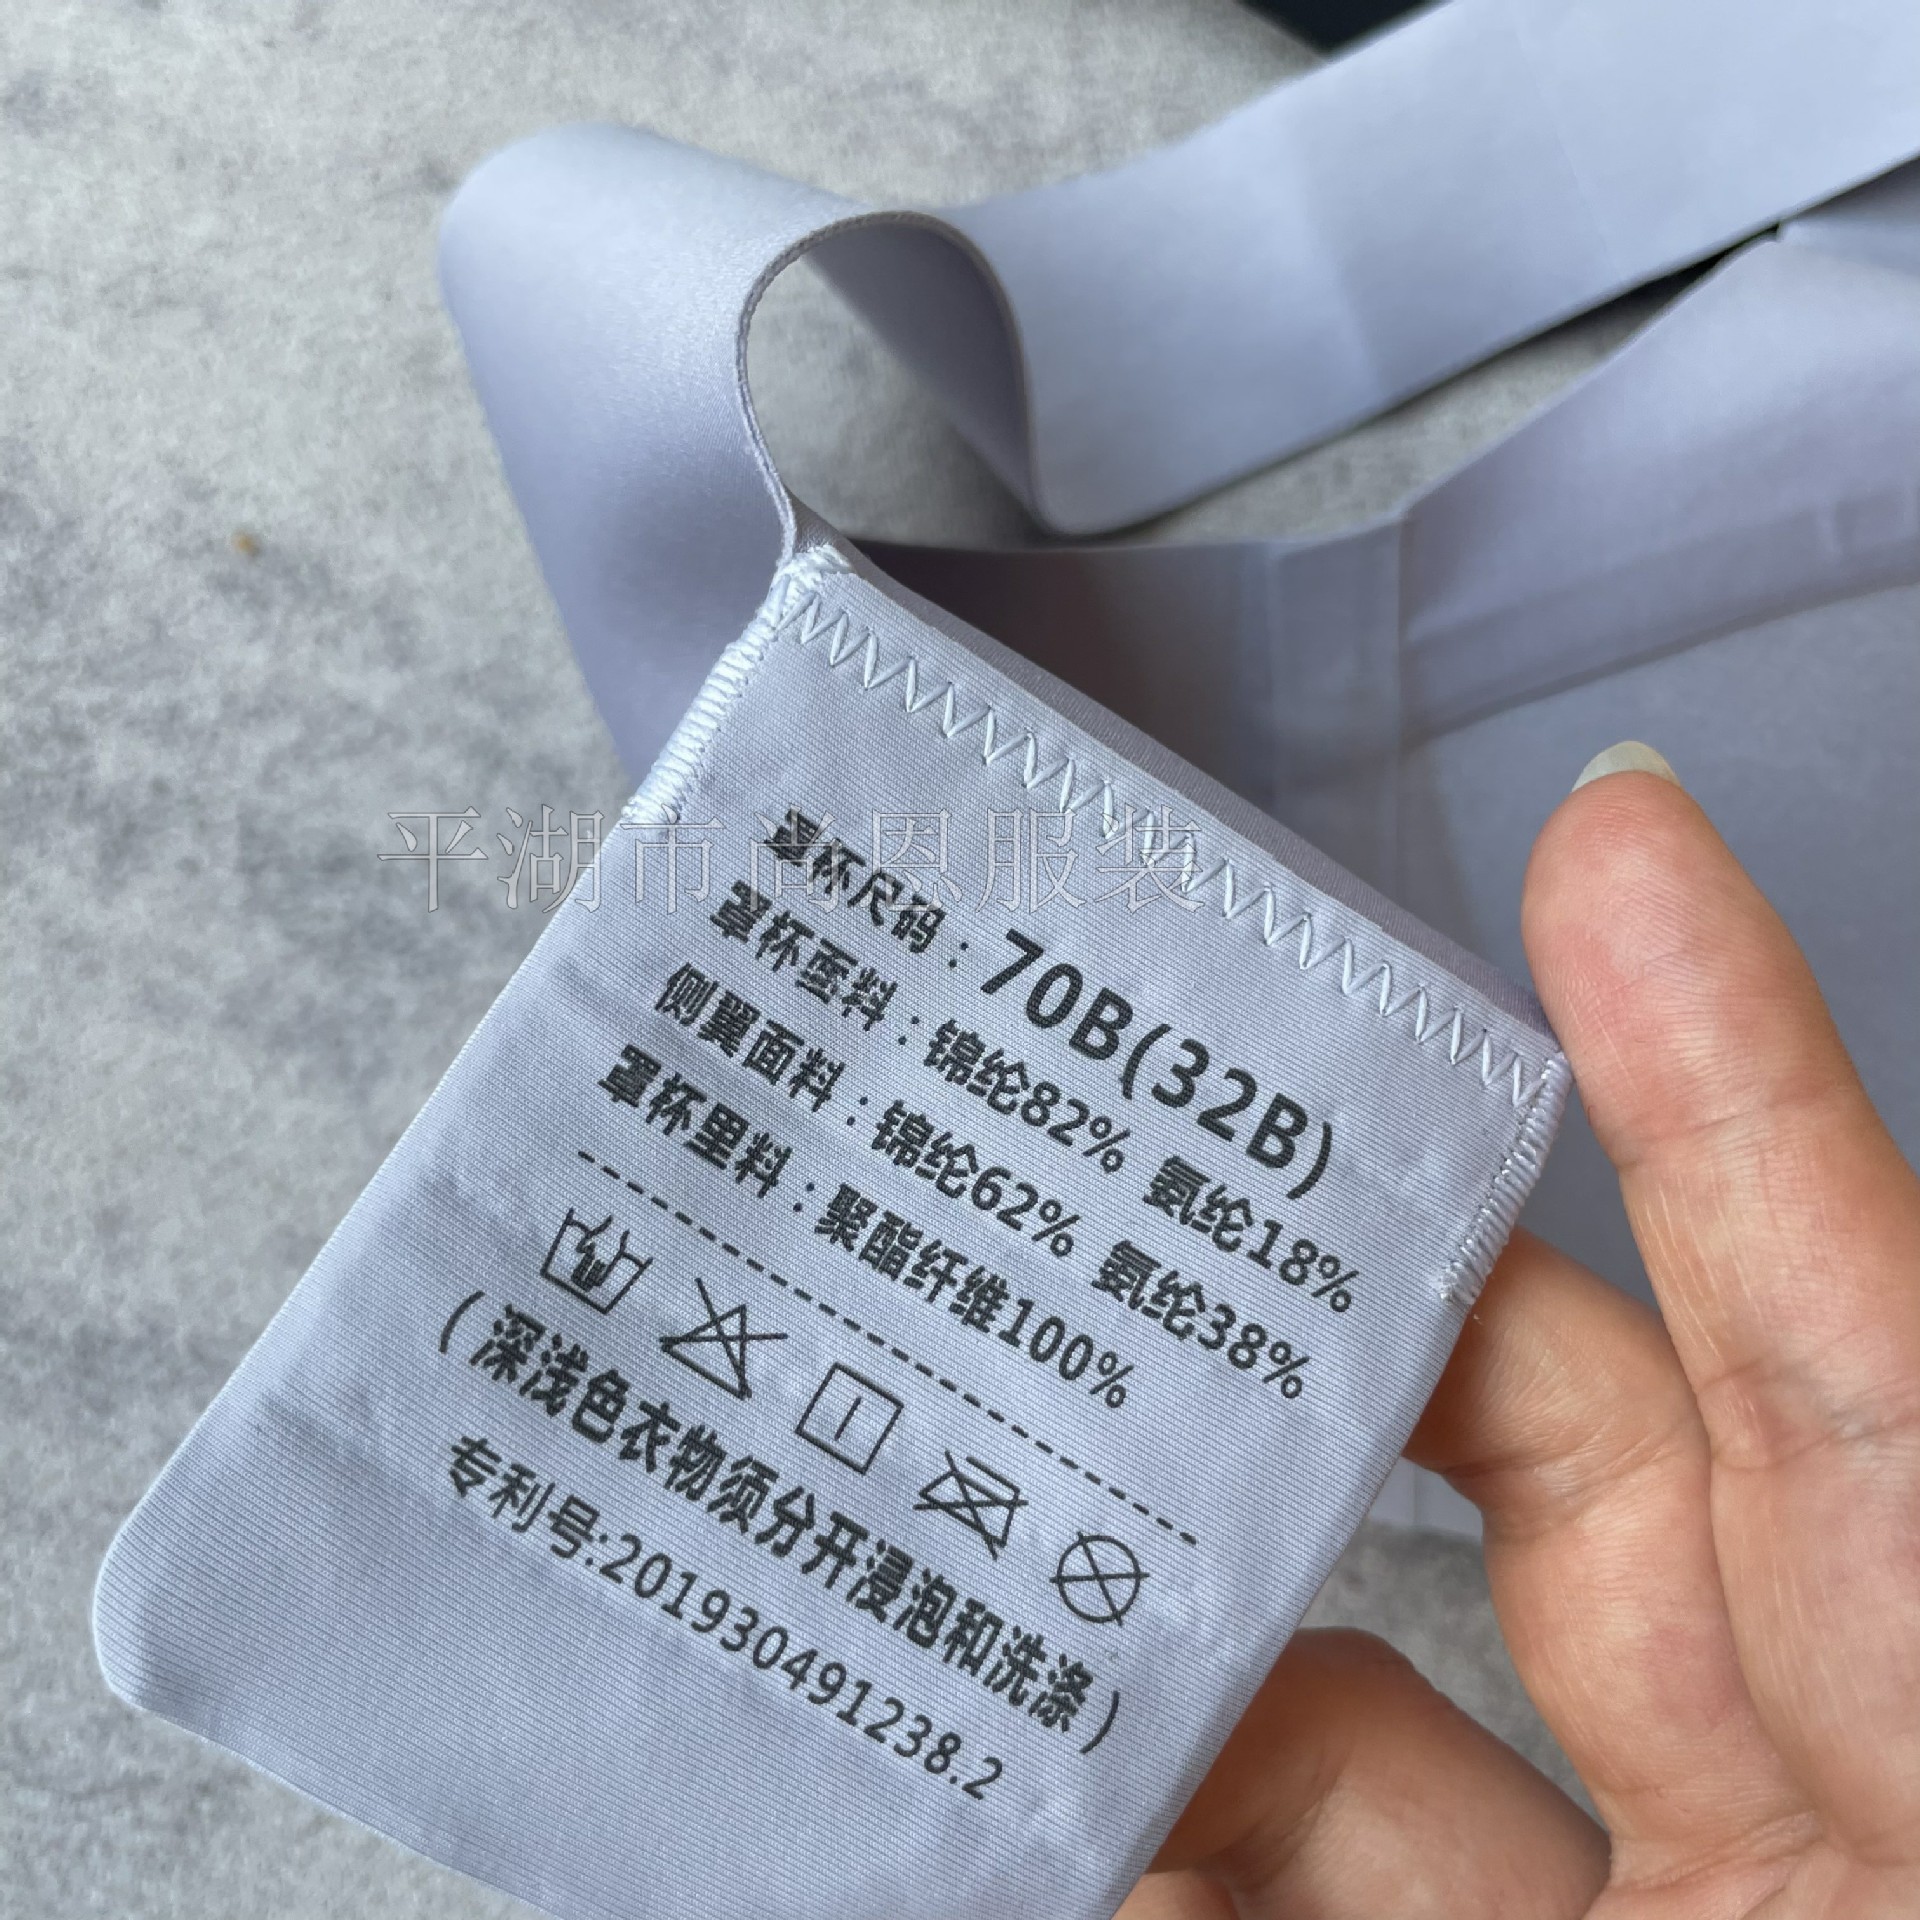 平湖市尚恩服装
罩杯尺码：70B(32B)
罩杯面料：锦纶82% 氨纶18%
侧翼面料：锦纶62% 氨纶38%
罩杯里料：聚酯纤维100%
(深浅色衣物须分开浸泡和洗涤)
专利号:201930491238.2